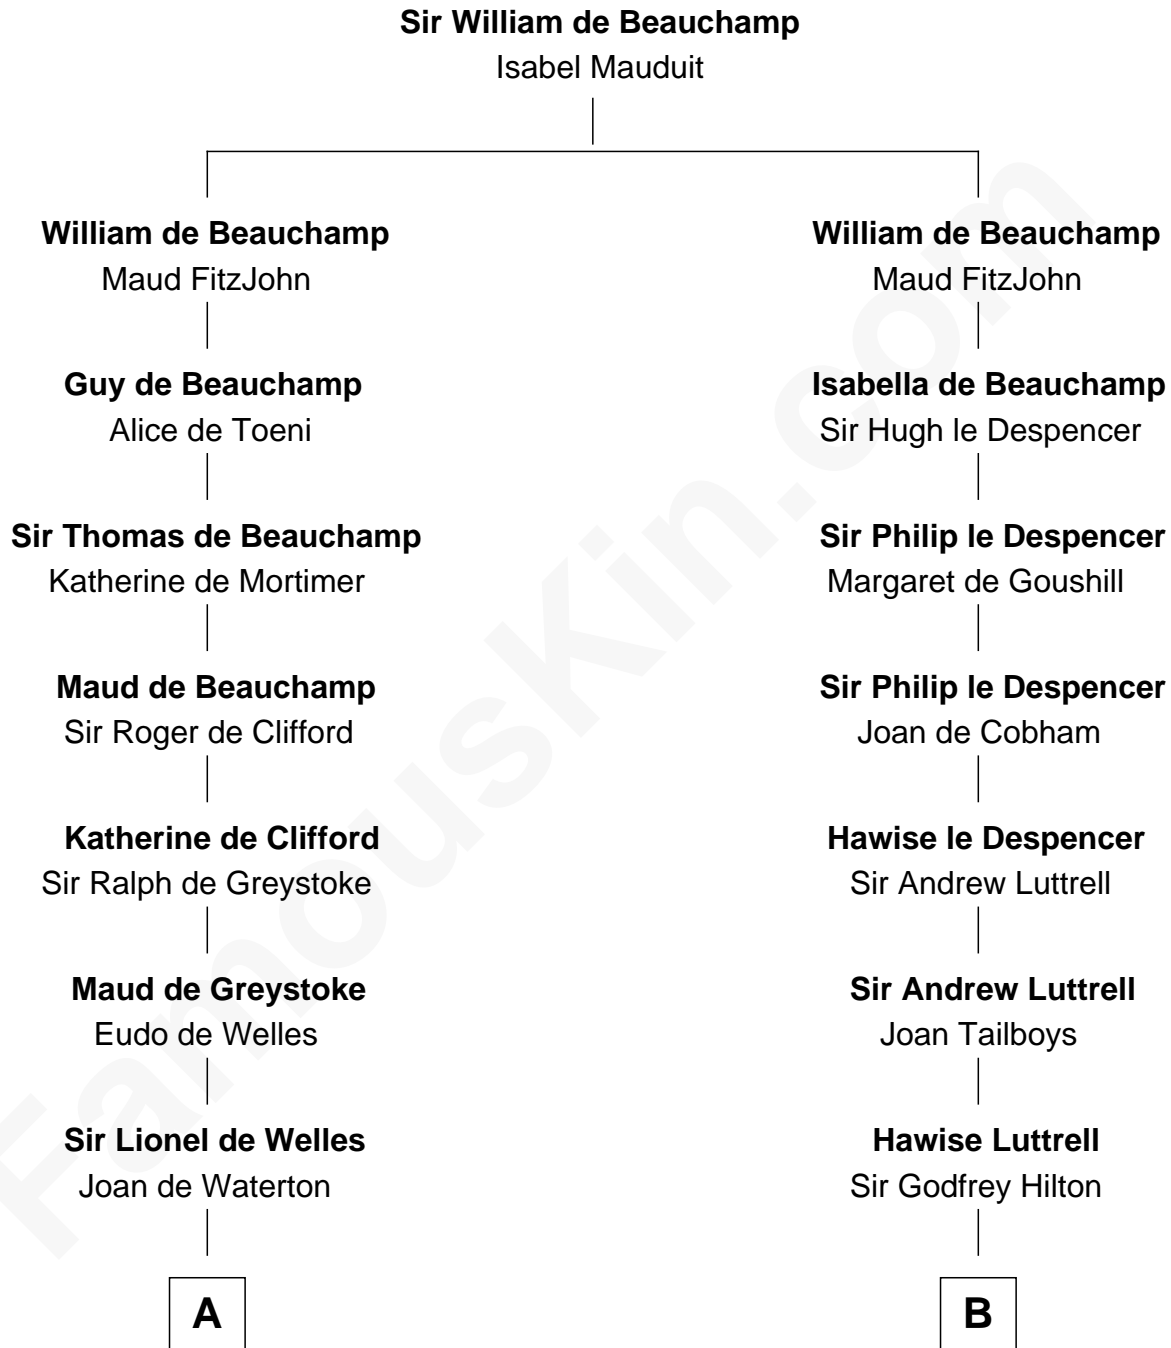 Sir William de Beauchamp
Isabel Mauduit
William de Beauchamp
Maud FitzJohn
William de Beauchamp
Maud FitzJohn
Guy de Beauchamp
Alice de Toeni
Isabella de Beauchamp
Sir Hugh le Despencer
Sir Thomas de Beauchamp
Katherine de Mortimer
Sir Philip le Despencer
Margaret de Goushill
Maud de Beauchamp
Sir Roger de Clifford
Sir Philip le Despencer
Joan de Cobham
Katherine de Clifford
Sir Ralph de Greystoke
Hawise le Despencer
Sir Andrew Luttrell
Maud de Greystoke
Eudo de Welles
Sir Andrew Luttrell
Joan Tailboys
Sir Lionel de Welles
Joan de Waterton
Hawise Luttrell
Sir Godfrey Hilton
A
B
FamousKin.com